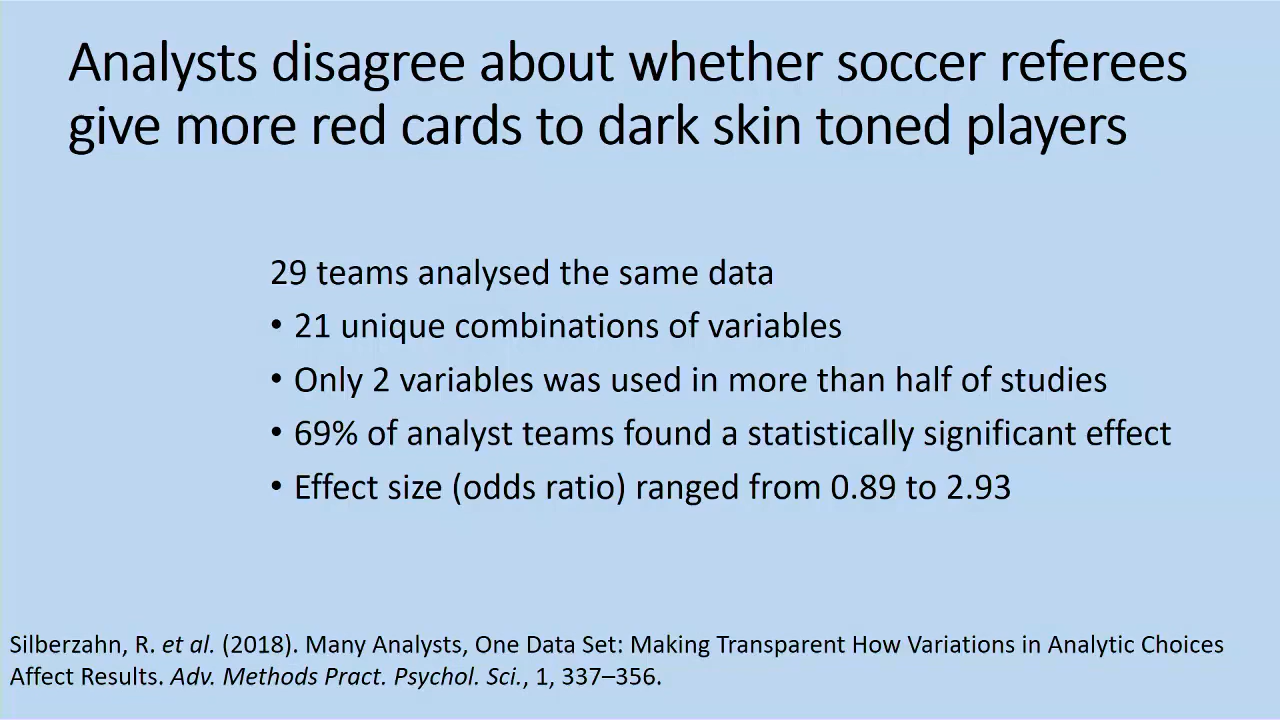 Analysts disagree about whether soccer referees
give more red cards to dark skin toned players
29 teams analysed the same data
• 21 unique combinations of variables
• Only 2 variables was used in more than half of studies
• 69% of analyst teams found a statistically significant effect
• Effect size (odds ratio) ranged from 0.89 to 2.93
Silberzahn, R. et al. (2018). Many Analysts, One Data Set: Making Transparent How Variations in Analytic Choices
Affect Results. Adv. Methods Pract. Psychol. Sci., 1, 337–356.